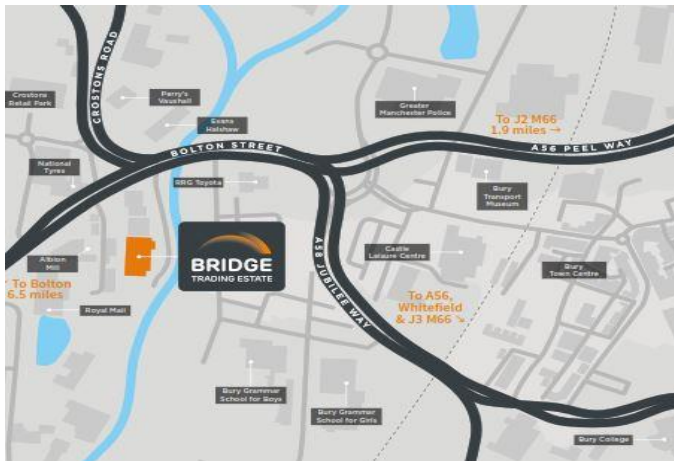 CROSTONS ROAD
Crostons
Retail Park
Perry's
Vauxhall
Evans
Halshaw
Greater
Manchester Police
To J2 M66
1.9 miles →
A56 PEEL WAY
BOLTON STREET
National
Tyres
RRG Toyota
Bury
Transport
Museum
Albion
Mill
BRIDGE
TRADING ESTATE
A58 JUBILEE WAY
Castle
Leisure Centre
Bury
Town Centre
To Bolton
6.5 miles
Royal Mail
To A56,
Whitefield
& J3 M66 ↘
Bury Grammar
School for Boys
Bury Grammar
School for Girls
Bury College